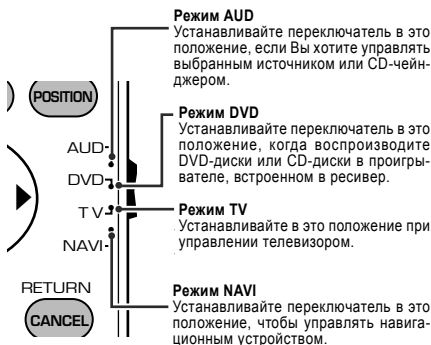 Режим AUD
Устанавливайте переключатель в это
положение, если Вы хотите управлять
выбранным источником или CD-чейн-
джером.
POSITION
Режим DVD
Устанавливайте переключатель в это
положение, когда воспроизводите
DVD-диски или CD-диски в проигры-
вателе, встроенном в ресивер.
AUD
DVD
TV
NAVI
Режим TV
Устанавливайте в это положение при
управлении телевизором.
RETURN
CANCEL
Режим NAVI
Устанавливайте переключатель в это
положение, чтобы управлять навига-
ционным устройством.